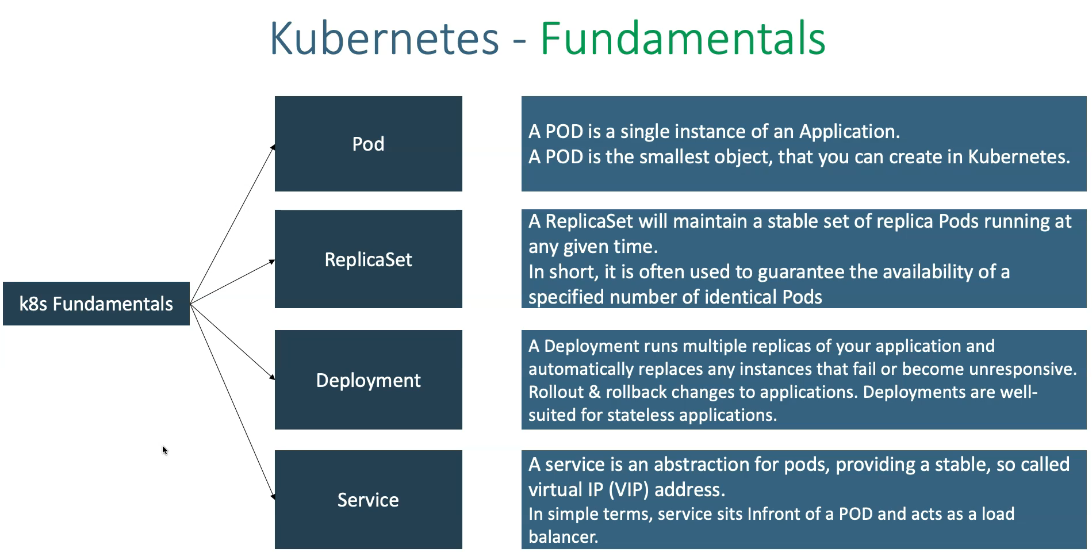 Kubernetes - Fundamentals
k8s Fundamentals
Pod
A POD is a single instance of an Application.
A POD is the smallest object, that you can create in Kubernetes.
ReplicaSet
A ReplicaSet will maintain a stable set of replica Pods running at
any given time.
In short, it is often used to guarantee the availability of a
specified number of identical Pods
Deployment
A Deployment runs multiple replicas of your application and
automatically replaces any instances that fail or become unresponsive.
Rollout & rollback changes to applications. Deployments are well-
suited for stateless applications.
Service
A service is an abstraction for pods, providing a stable, so called
virtual IP (VIP) address.
In simple terms, service sits Infront of a POD and acts as a load
balancer.